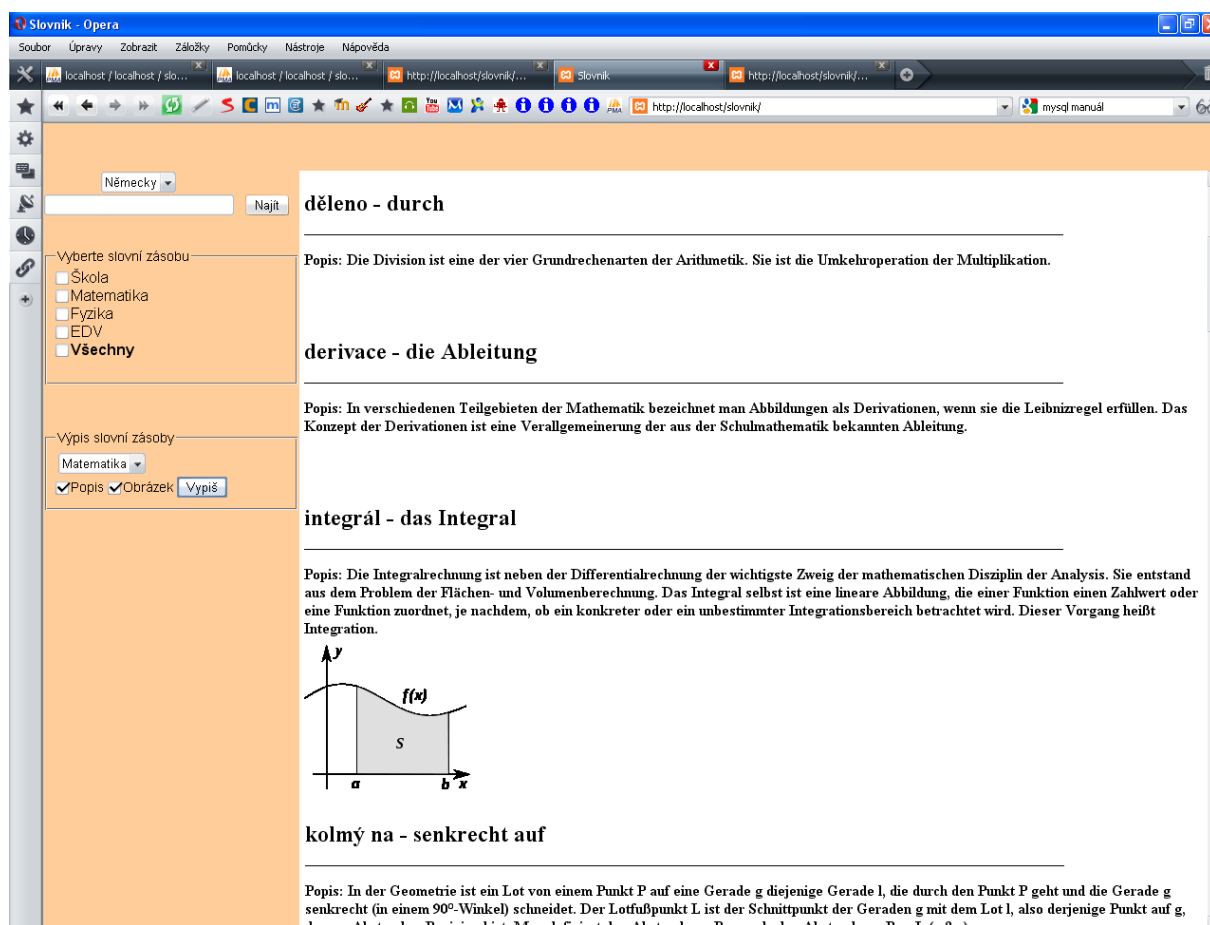 Slovnik - Opera
Soubor Úpravy Zobrazit Záložky Pomůcky Nástroje Nápověda
localhost / localhost / slo... localhost / localhost / slo... http://localhost/slovnik/... Slovnik http://localhost/slovnik/...
http://localhost/slovnik/ mysql manuál
Německy
Najít
Vyberte slovní zásobu
Škola
Matematika
Fyzika
EDV
Všechny
Výpis slovní zásoby
Matematika
Popis Obrázek Vypiš
děleno - durch
Popis: Die Division ist eine der vier Grundrechenarten der Arithmetik. Sie ist die Umkehroperation der Multiplikation.
derivace - die Ableitung
Popis: In verschiedenen Teilgebieten der Mathematik bezeichnet man Abbildungen als Derivationen, wenn sie die Leibnizregel erfüllen. Das
Konzept der Derivationen ist eine Verallgemeinerung der aus der Schulmathematik bekannten Ableitung.
integrál - das Integral
Popis: Die Integralrechnung ist neben der Differentialrechnung der wichtigste Zweig der mathematischen Disziplin der Analysis. Sie entstand
aus dem Problem der Flächen- und Volumenberechnung. Das Integral selbst ist eine lineare Abbildung, die einer Funktion einen Zahlwert oder
eine Funktion zuordnet, je nachdem, ob ein konkreter oder ein unbestimmter Integrationsbereich betrachtet wird. Dieser Vorgang heißt
Integration.
y
f(x)
S
a b x
kolmý na - senkrecht auf
Popis: In der Geometrie ist ein Lot von einem Punkt P auf eine Gerade g diejenige Gerade l, die durch den Punkt P geht und die Gerade g
senkrecht (in einem 90°-Winkel) schneidet. Der Lotfußpunkt L ist der Schnittpunkt der Geraden g mit dem Lot l, also derjenige Punkt auf g,